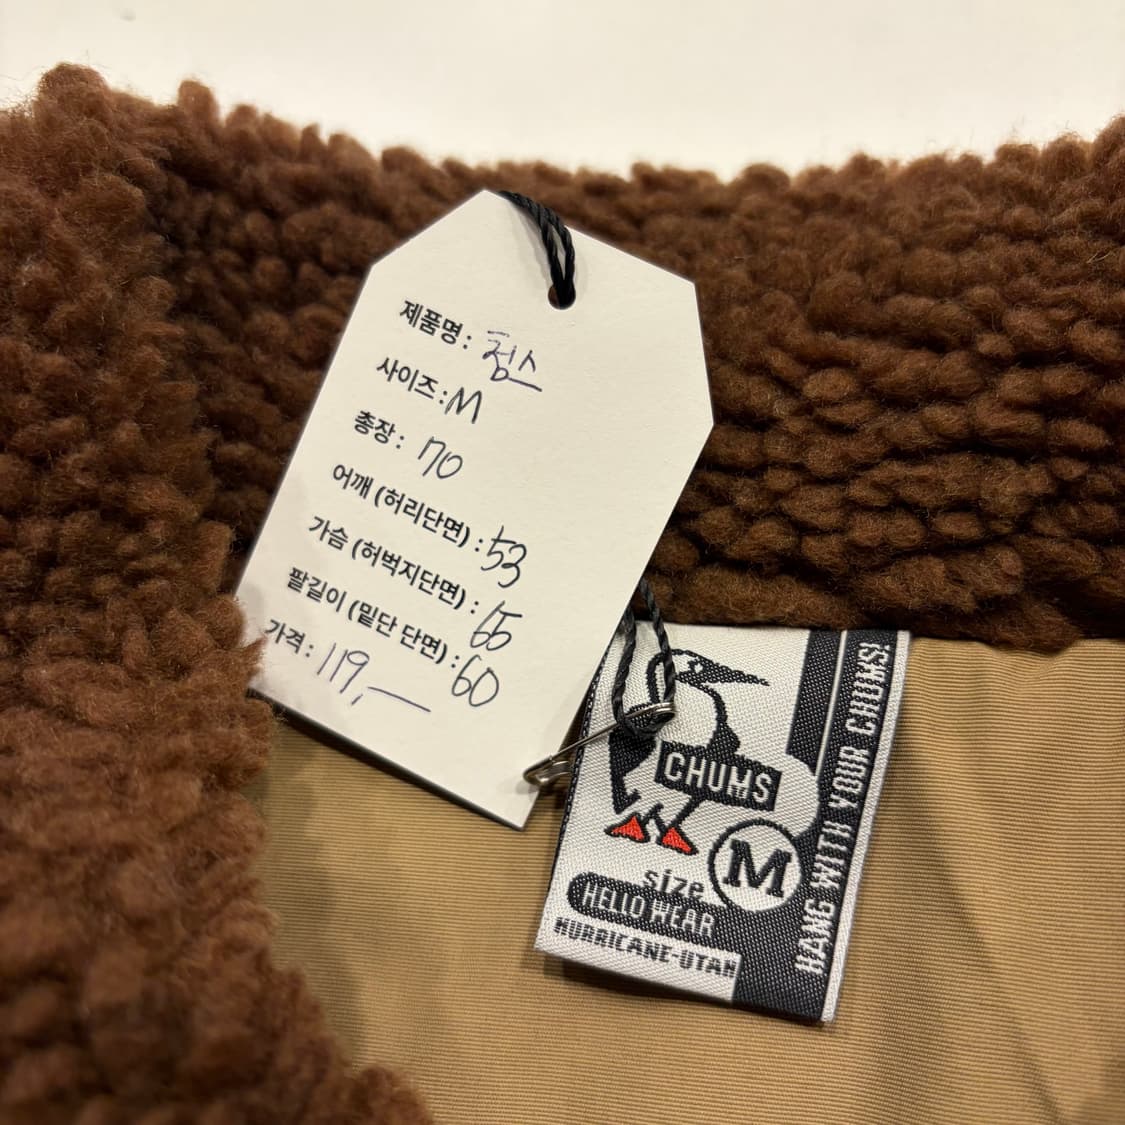 제품명: 첨스
사이즈: M
총장: 70
어깨 (허리단면) : 53
가슴 (허벅지단면) : 65
팔길이 (밑단 단면) : 60
가격: 119,—
CHUMS
M
size
HELLO WEAR
HURRICANE-UTAH
HANG WITH YOUR CHUMS!